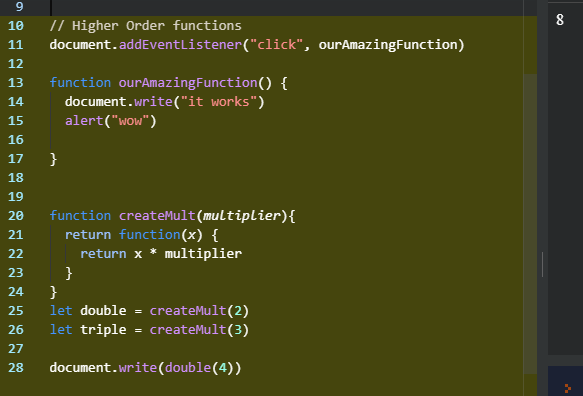 9
10 // Higher Order functions
11 document.addEventListener("click", ourAmazingFunction)
12
13 function ourAmazingFunction() {
14   document.write("it works")
15   alert("wow")
16
17 }
18
19
20 function createMult(multiplier){
21   return function(x) {
22     return x * multiplier
23   }
24 }
25 let double = createMult(2)
26 let triple = createMult(3)
27
28 document.write(double(4))
8